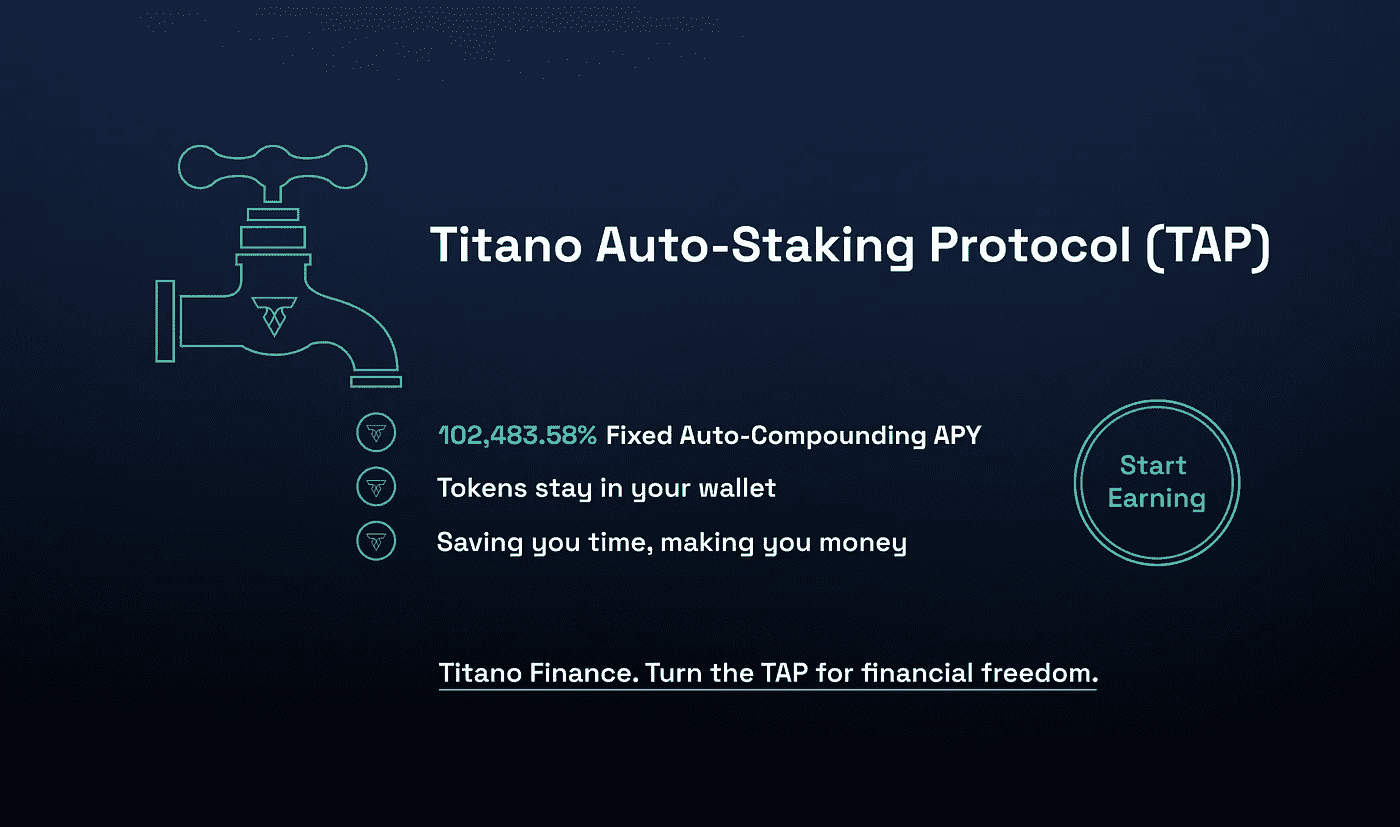 Titano Auto-Staking Protocol (TAP)
102,483.58% Fixed Auto-Compounding APY
Tokens stay in your wallet
Saving you time, making you money
Start
Earning
Titano Finance. Turn the TAP for financial freedom.